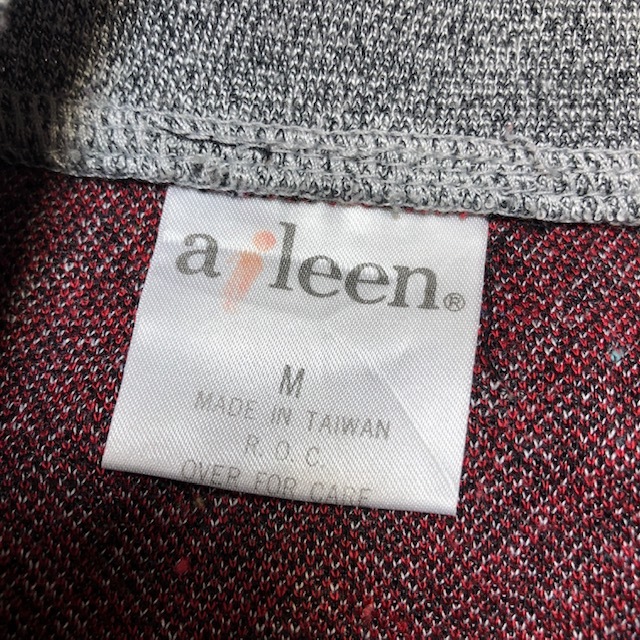 aileen®
M
MADE IN TAIWAN
R. O. C.
OVER FOR CARE